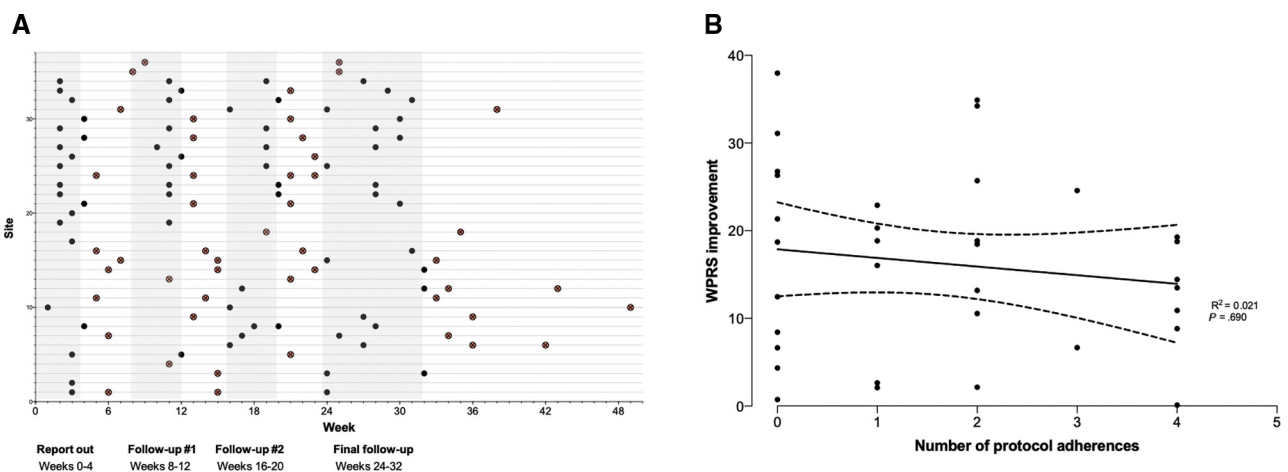 A
Site
30
20
10
0
0 6 12 18 24 30 36 42 48
Week
Report out Follow-up #1 Follow-up #2 Final follow-up
Weeks 0-4 Weeks 8-12 Weeks 16-20 Weeks 24-32
B
WPRS improvement
40
30
20
10
0
R² = 0.021
P = .690
0 1 2 3 4 5
Number of protocol adherences